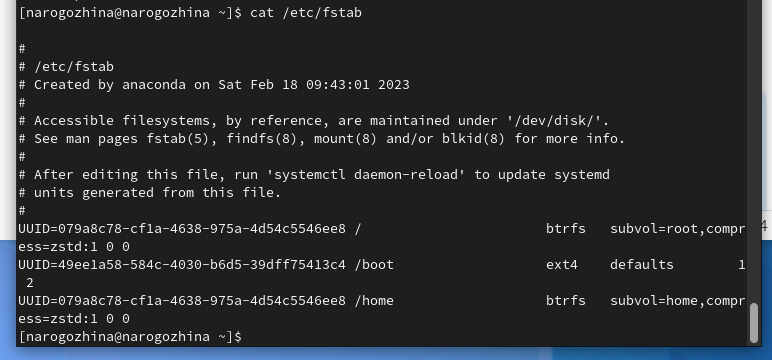 [narogozhina@narogozhina ~]$ cat /etc/fstab
#
# /etc/fstab
# Created by anaconda on Sat Feb 18 09:43:01 2023
#
# Accessible filesystems, by reference, are maintained under '/dev/disk/'.
# See man pages fstab(5), findfs(8), mount(8) and/or blkid(8) for more info.
#
# After editing this file, run 'systemctl daemon-reload' to update systemd
# units generated from this file.
#
UUID=079a8c78-cf1a-4638-975a-4d54c5546ee8 /                       btrfs   subvol=root,compr
ess=zstd:1 0 0
UUID=49ee1a58-584c-4030-b6d5-39dff75413c4 /boot                   ext4    defaults        1
 2
UUID=079a8c78-cf1a-4638-975a-4d54c5546ee8 /home                   btrfs   subvol=home,compr
ess=zstd:1 0 0
[narogozhina@narogozhina ~]$
4